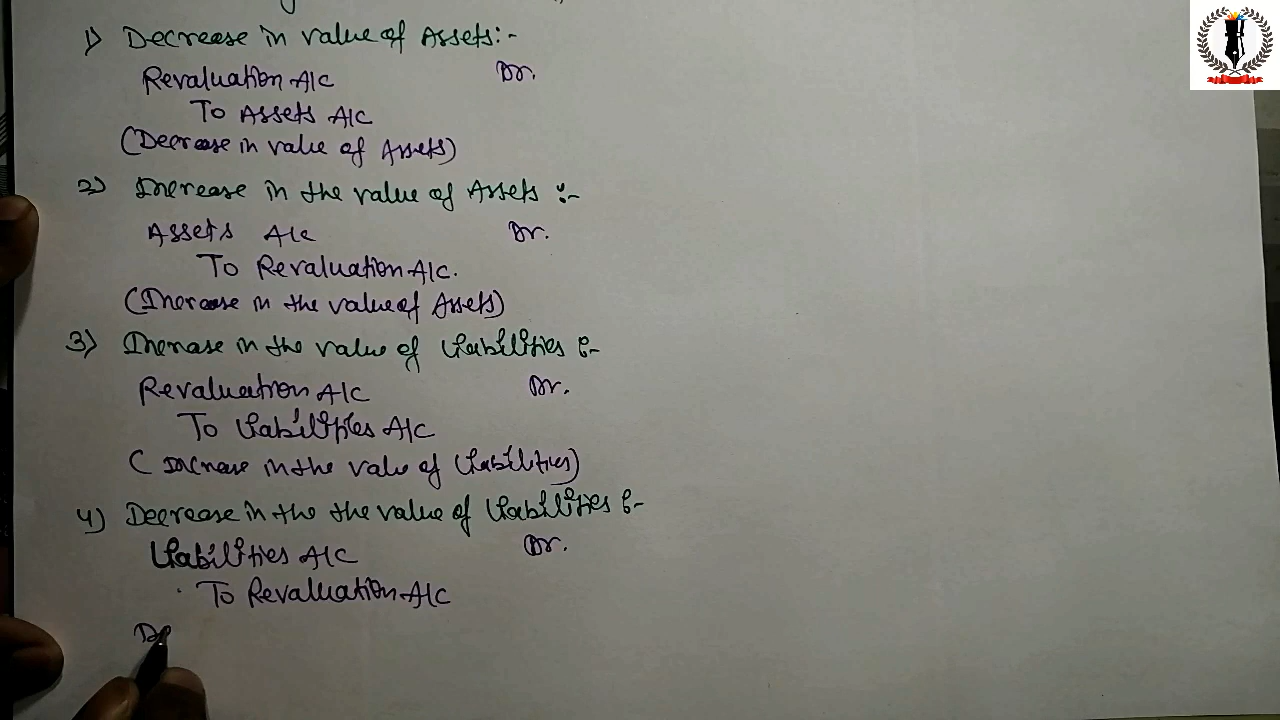 1) Decrease in value of Assets:-
Revaluation A/c Dr.
To Assets A/c
(Decrease in value of Assets)
2) Increase in the value of Assets :-
Assets A/c Dr.
To Revaluation A/c.
(Increase in the value of Assets)
3) Increase in the value of Liabilities :-
Revaluation A/c Dr.
To Liabilities A/c
( Increase in the value of Liabilities)
4) Decrease in the the value of Liabilities :-
Liabilities A/c Dr.
To Revaluation A/c
De